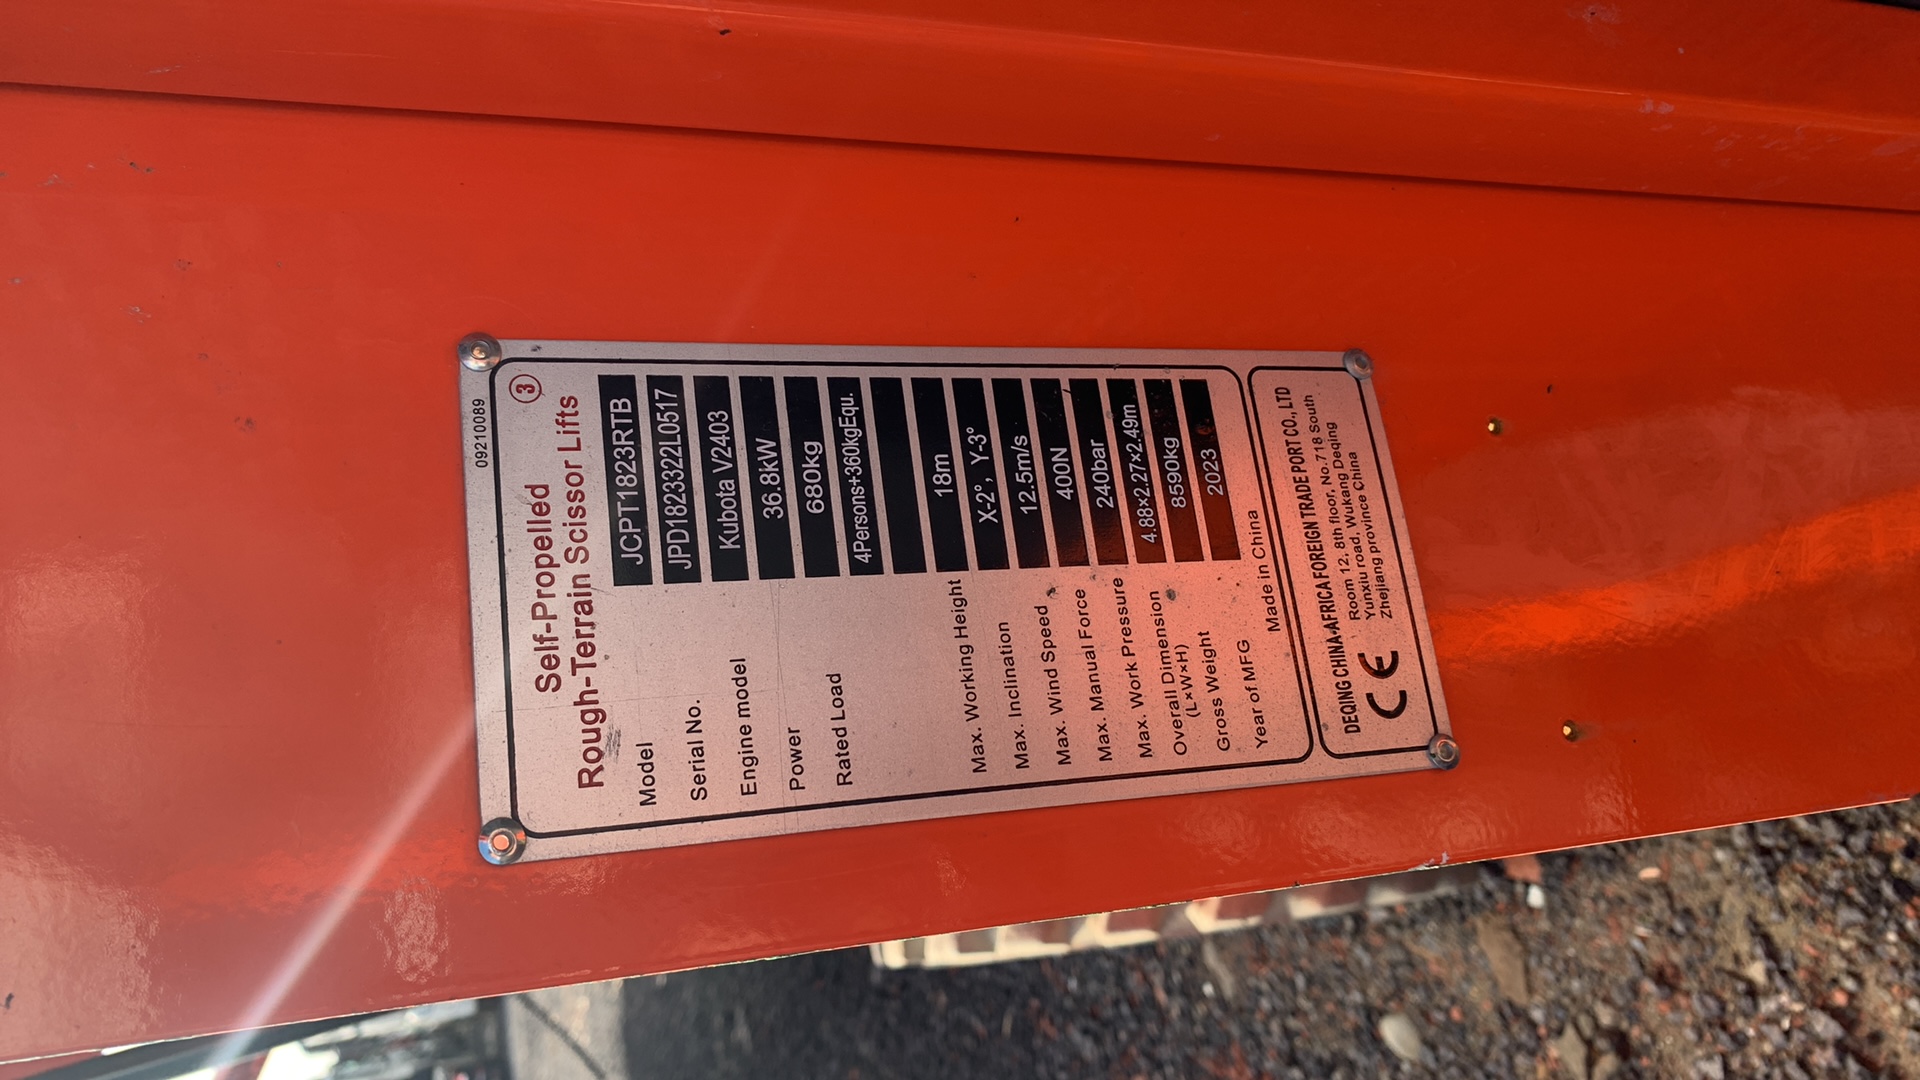 09210089
3
Self-Propelled
Rough-Terrain Scissor Lifts
Model JCPT1823RTB
Serial No. JPD1823322L0517
Engine model Kubota V2403
Power 36.8kW
Rated Load 680kg
4Persons+360kgEqu.
Max. Working Height 18m
Max. Inclination X-2°, Y-3°
Max. Wind Speed 12.5m/s
Max. Manual Force 400N
Max. Work Pressure 240bar
Overall Dimension 4.88×2.27×2.49m
(L×W×H)
Gross Weight 8590kg
Year of MFG 2023
Made in China
DEQING CHINA-AFRICA FOREIGN TRADE PORT CO., LTD
CE Room 12, 8th floor, No.718 South
Yunxiu road, Wukang Deqing
Zhejiang province China